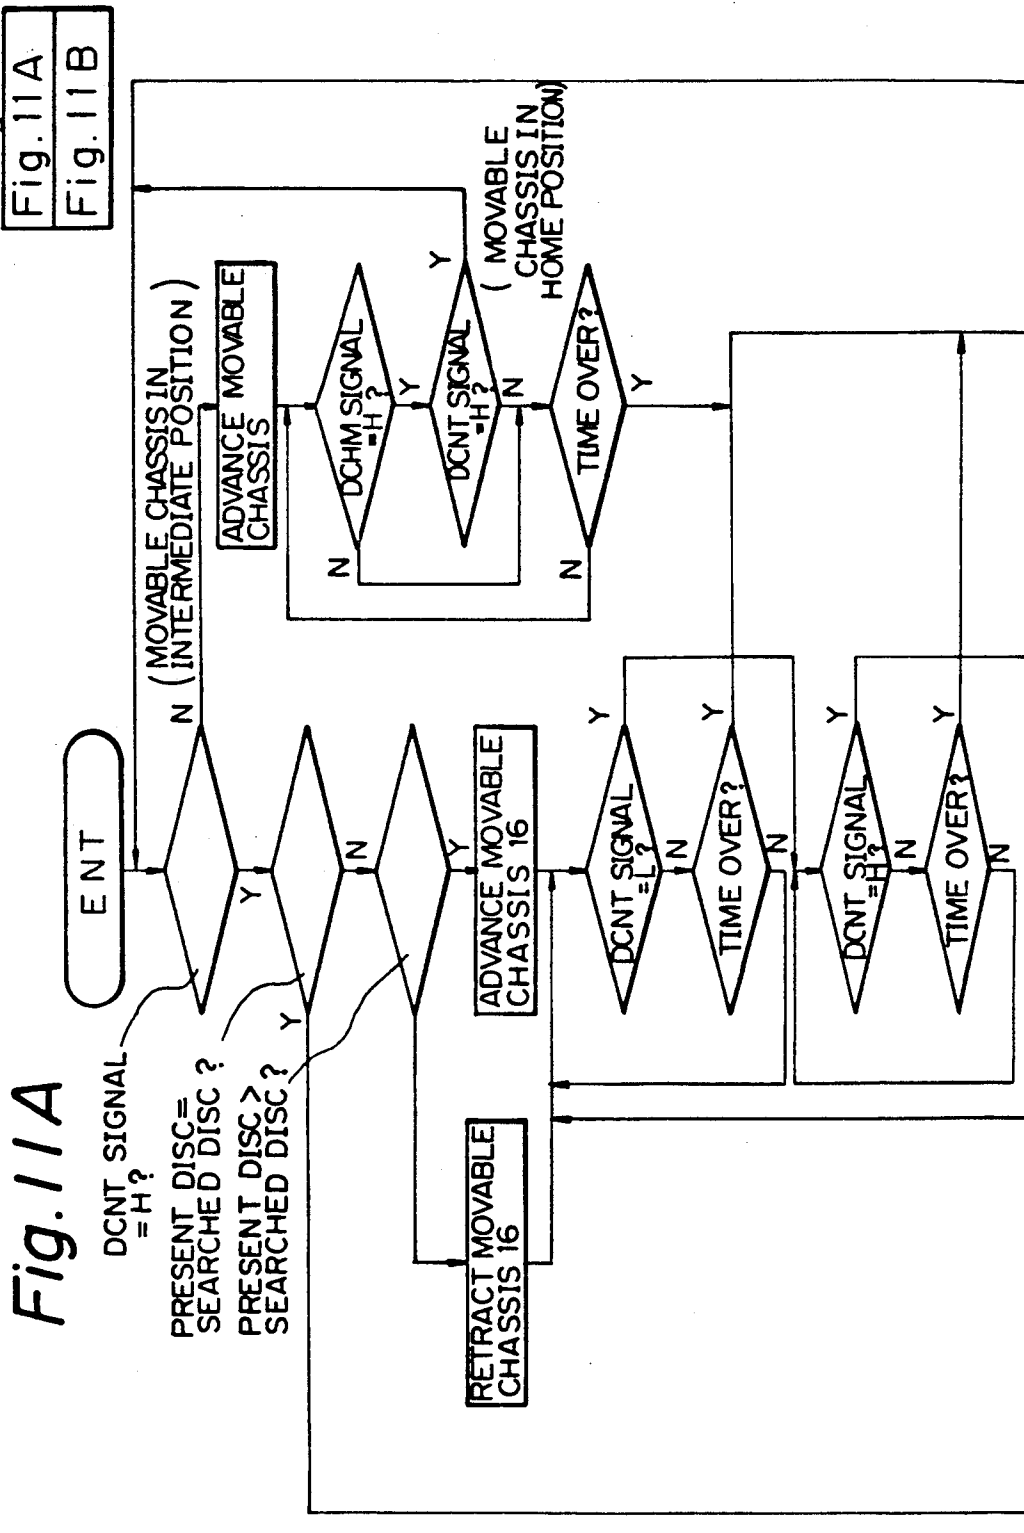 Fig. 11A
Fig. 11A
Fig. 11B
ENT
DCNT SIGNAL
=H?
PRESENT DISC=
SEARCHED DISC?
PRESENT DISC>
SEARCHED DISC?
N
(MOVABLE CHASSIS IN
INTERMEDIATE POSITION)
Y
Y
N
Y
ADVANCE MOVABLE
CHASSIS
DCHM SIGNAL
=H?
N
Y
DCNT SIGNAL
=H?
Y
N
(MOVABLE
CHASSIS IN
HOME POSITION)
TIME OVER?
N
Y
RETRACT MOVABLE
CHASSIS 16
ADVANCE MOVABLE
CHASSIS 16
DCNT SIGNAL
=L?
Y
N
TIME OVER?
Y
N
DCNT SIGNAL
=H?
Y
N
TIME OVER?
Y
N